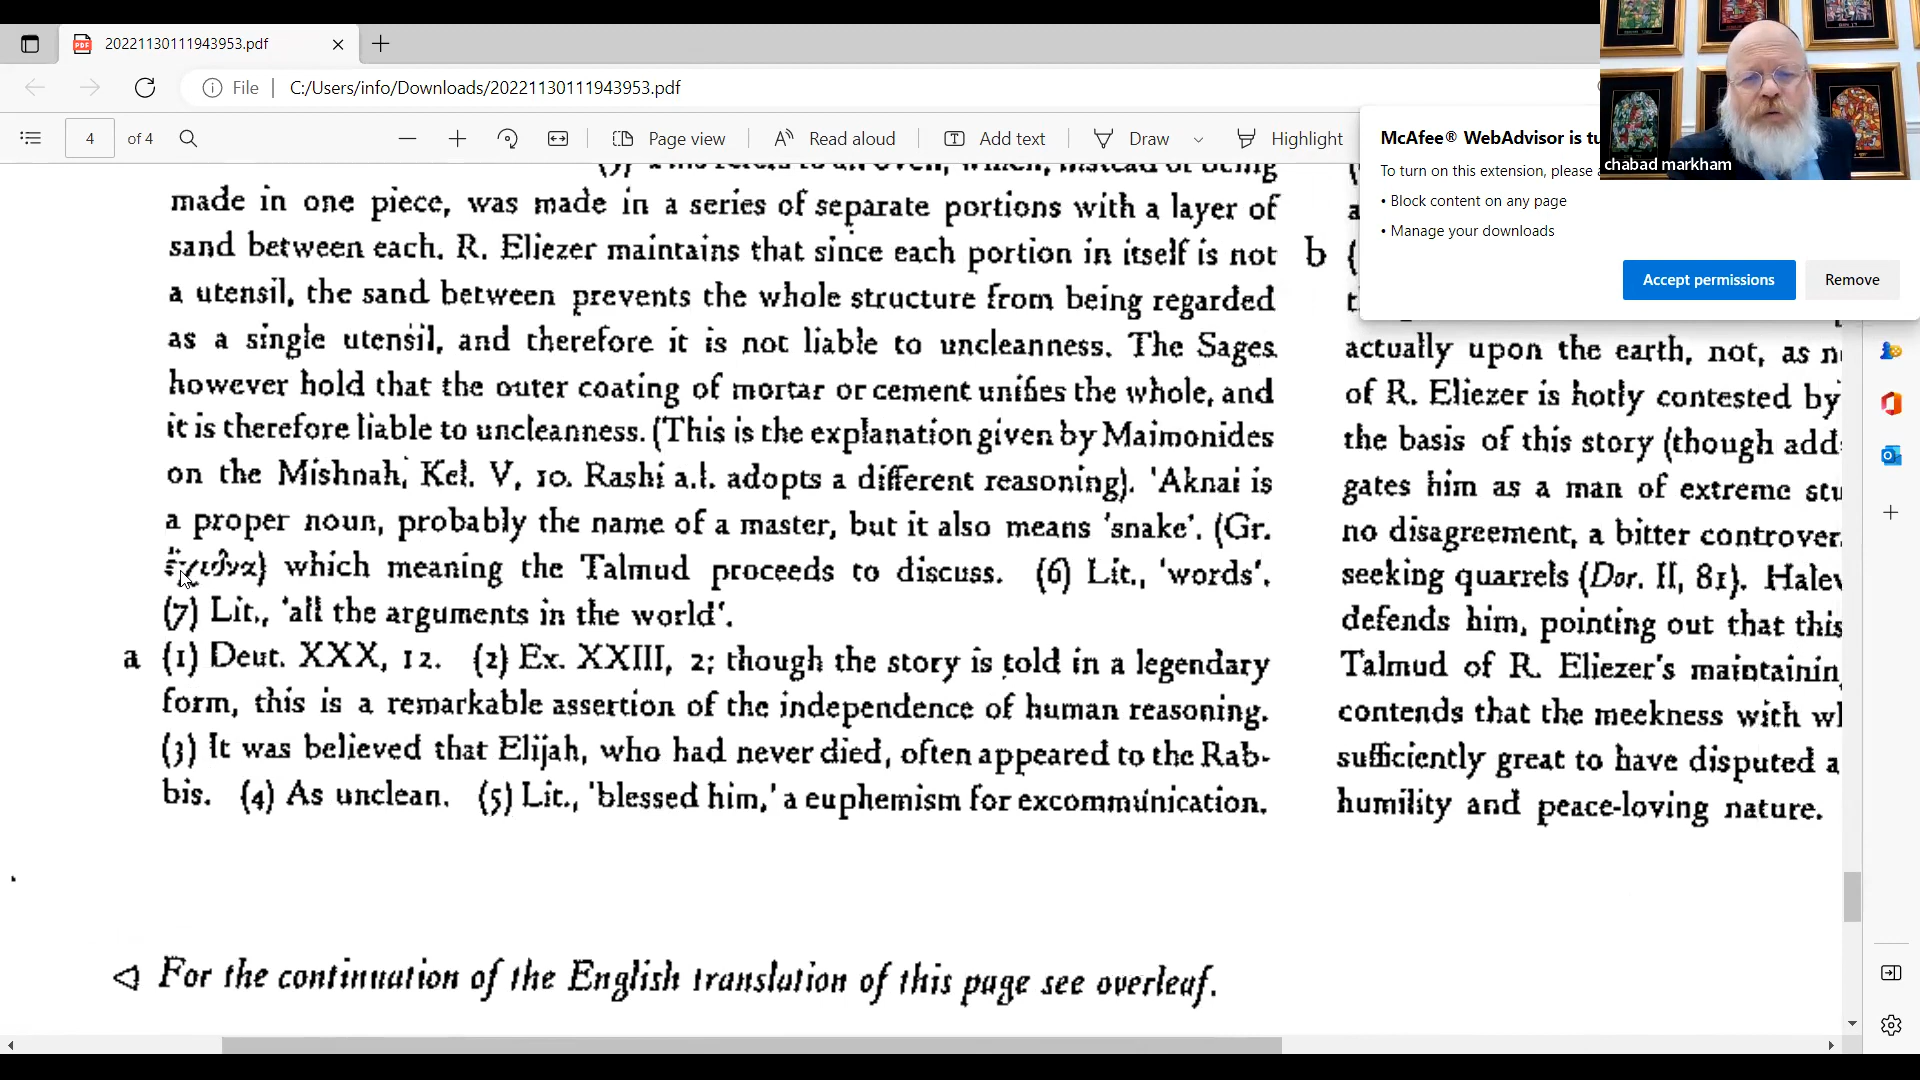 20221130111943953.pdf
File
C:/Users/info/Downloads/20221130111943953.pdf
4 of 4
Page view
Read aloud
Add text
Draw
Highlight
McAfee® WebAdvisor is tu
To turn on this extension, please a
• Block content on any page
• Manage your downloads
Accept permissions
Remove
chabad markham
made in one piece, was made in a series of separate portions with a layer of
sand between each. R. Eliezer maintains that since each portion in itself is not
a utensil, the sand between prevents the whole structure from being regarded
as a single utensil, and therefore it is not liable to uncleanness. The Sages
however hold that the outer coating of mortar or cement unifies the whole, and
it is therefore liable to uncleanness. (This is the explanation given by Maimonides
on the Mishnah, Kel. V, 10. Rashi a.l. adopts a different reasoning). 'Aknai is
a proper noun, probably the name of a master, but it also means 'snake'. (Gr.
which meaning the Talmud proceeds to discuss. (6) Lit., 'words'.
(7) Lit., 'all the arguments in the world'.
a (1) Deut. XXX, 12. (2) Ex. XXIII, 2; though the story is told in a legendary
form, this is a remarkable assertion of the independence of human reasoning.
(3) It was believed that Elijah, who had never died, often appeared to the Rab-
bis. (4) As unclean. (5) Lit., 'blessed him,' a euphemism for excommunication.
◁ For the continuation of the English translation of this page see overleaf.
b (
actually upon the earth, not, as
of R. Eliezer is hotly contested by
the basis of this story (though add
gates him as a man of extreme stu
no disagreement, a bitter controver
seeking quarrels (Dor. II, 81). Halev
defends him, pointing out that this
Talmud of R. Eliezer's maintainin
contends that the meekness with wh
sufficiently great to have disputed a
humility and peace-loving nature.